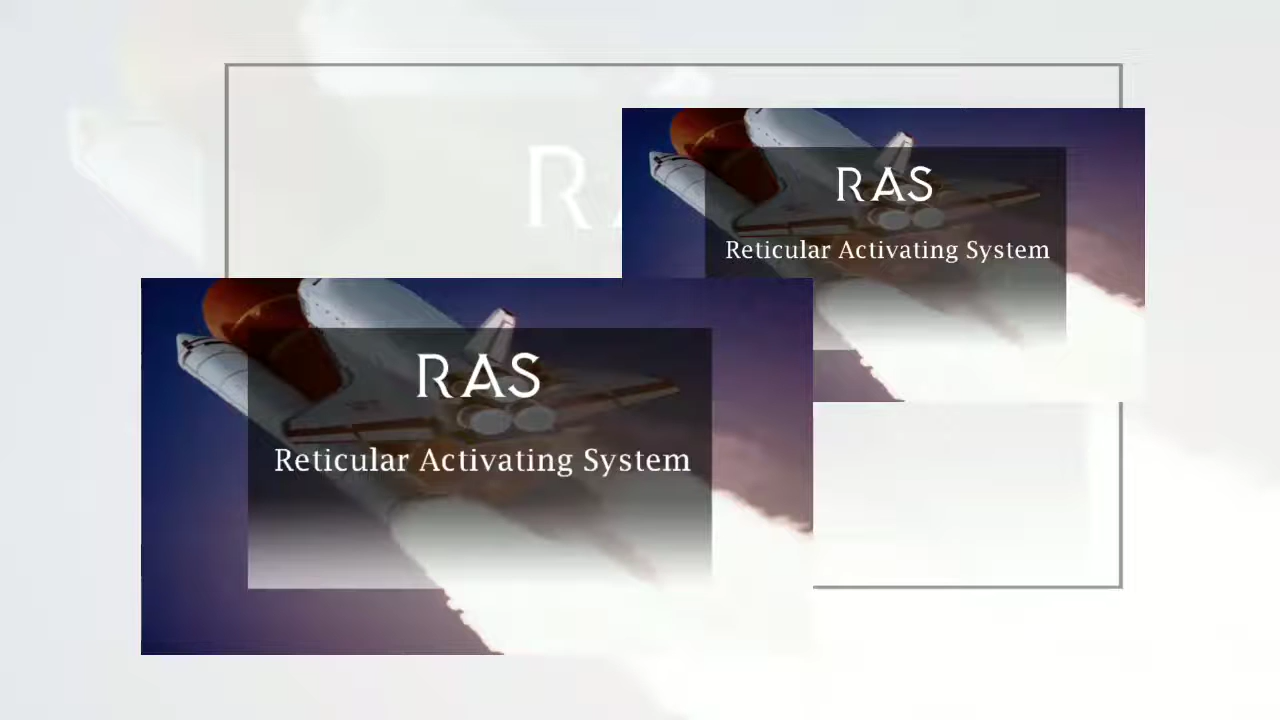 RAS
Reticular Activating System
RAS
Reticular Activating System
R